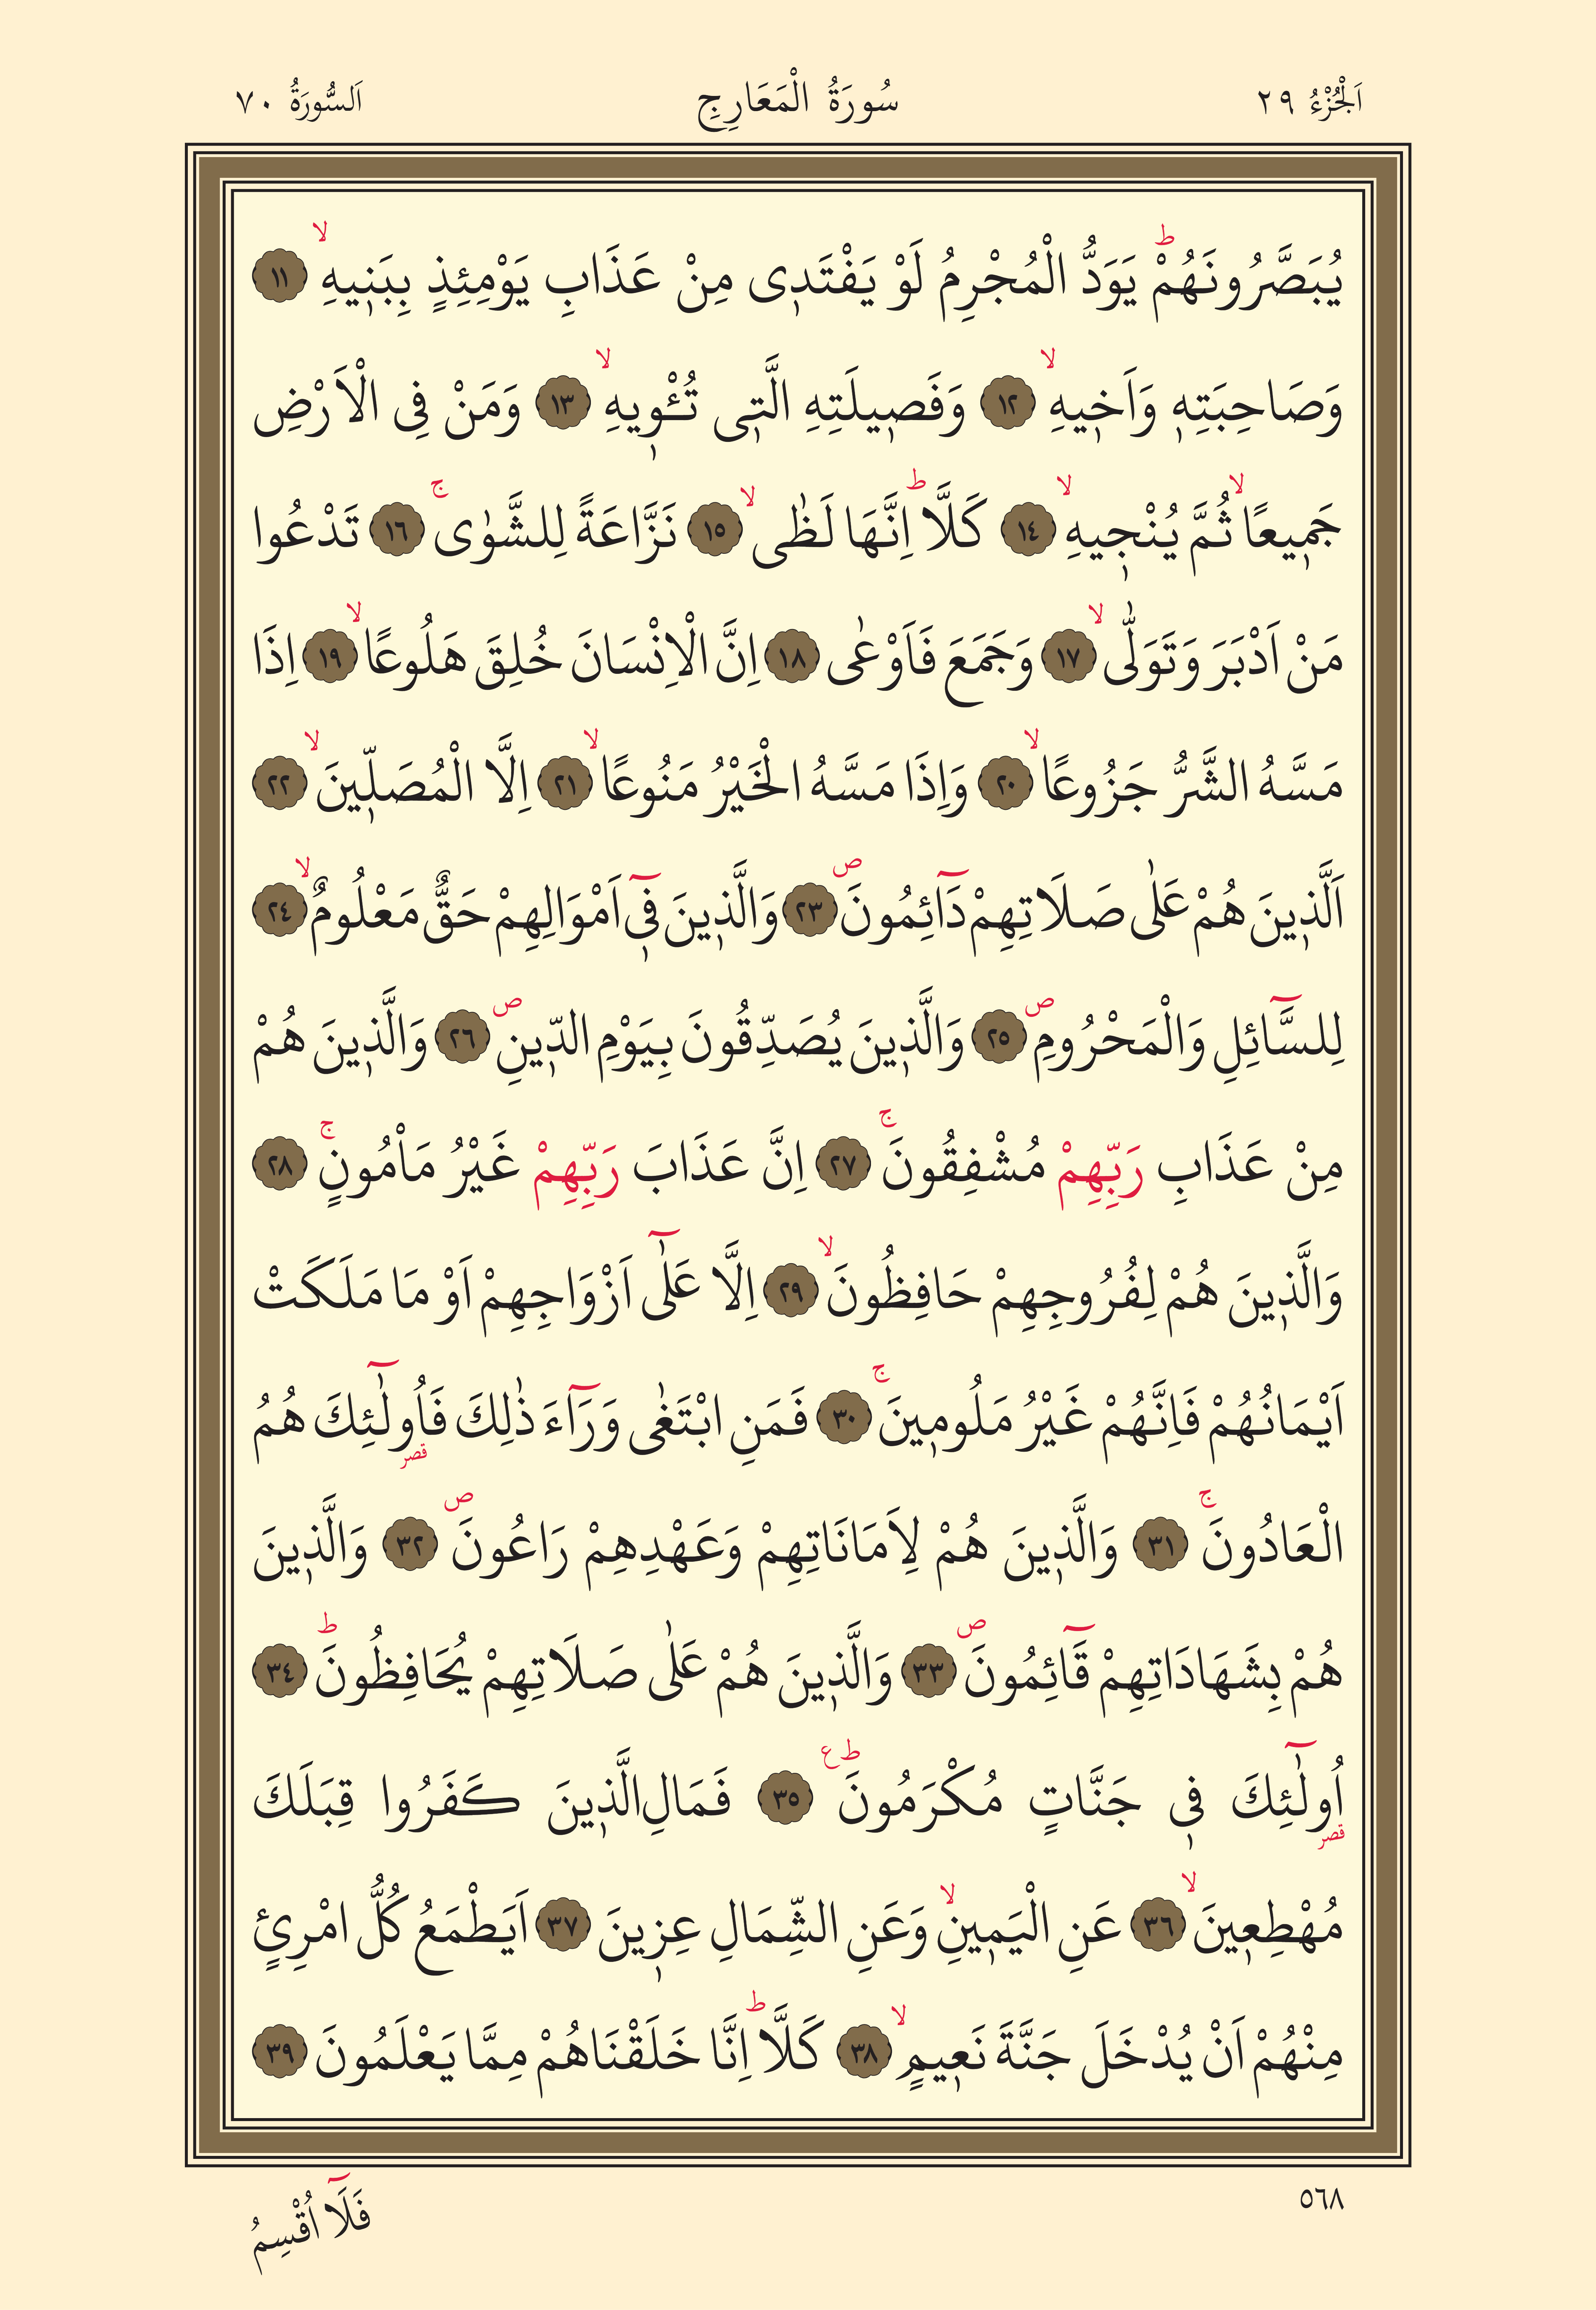 اَلْجُزْءُ ٢٩ سُورَةُ الْمَعَارِجِ اَلسُّورَةُ ٧٠
يُبَصَّرُونَهُمْۜ يَوَدُّ الْمُجْرِمُ لَوْ يَفْتَدٖى مِنْ عَذَابِ يَوْمِئِذٍ بِبَنٖيهِۙ ١١
وَصَاحِبَتِهٖ وَاَخٖيهِۙ ١٢ وَفَصٖيلَتِهِ الَّتٖى تُـْٔوٖيهِۙ ١٣ وَمَنْ فِى الْاَرْضِ
جَمٖيعًاۙ ثُمَّ يُنْجٖيهِۙ ١٤ كَلَّاؕ اِنَّهَا لَظٰىۙ ١٥ نَزَّاعَةً لِلشَّوٰىۚ ١٦ تَدْعُوا
مَنْ اَدْبَرَ وَتَوَلّٰىۙ ١٧ وَجَمَعَ فَاَوْعٰى ١٨ اِنَّ الْاِنْسَانَ خُلِقَ هَلُوعًاۙ ١٩ اِذَا
مَسَّهُ الشَّرُّ جَزُوعًاۙ ٢٠ وَاِذَا مَسَّهُ الْخَيْرُ مَنُوعًاۙ ٢١ اِلَّا الْمُصَلّٖينَۙ ٢٢
اَلَّذٖينَ هُمْ عَلٰى صَلَاتِهِمْ دَٓائِمُونَۖ ٢٣ وَالَّذٖينَ فٖٓى اَمْوَالِهِمْ حَقٌّ مَعْلُومٌۙ ٢٤
لِلسَّٓائِلِ وَالْمَحْرُومِۖ ٢٥ وَالَّذٖينَ يُصَدِّقُونَ بِيَوْمِ الدّٖينِۖ ٢٦ وَالَّذٖينَ هُمْ
مِنْ عَذَابِ رَبِّهِمْ مُشْفِقُونَۚ ٢٧ اِنَّ عَذَابَ رَبِّهِمْ غَيْرُ مَاْمُونٍۚ ٢٨
وَالَّذٖينَ هُمْ لِفُرُوجِهِمْ حَافِظُونَۙ ٢٩ اِلَّا عَلٰٓى اَزْوَاجِهِمْ اَوْ مَا مَلَكَتْ
اَيْمَانُهُمْ فَاِنَّهُمْ غَيْرُ مَلُومٖينَۚ ٣٠ فَمَنِ ابْتَغٰى وَرَٓاءَ ذٰلِكَ فَاُولٰٓئِكَ هُمُ
قصر
الْعَادُونَۚ ٣١ وَالَّذٖينَ هُمْ لِاَمَانَاتِهِمْ وَعَهْدِهِمْ رَاعُونَۖ ٣٢ وَالَّذٖينَ
هُمْ بِشَهَادَاتِهِمْ قَٓائِمُونَۖ ٣٣ وَالَّذٖينَ هُمْ عَلٰى صَلَاتِهِمْ يُحَافِظُونَؕ ٣٤
اُولٰٓئِكَ فٖى جَنَّاتٍ مُكْرَمُونَؕ ع ٣٥ فَمَالِ الَّذٖينَ كَفَرُوا قِبَلَكَ
قصر
مُهْطِعٖينَۙ ٣٦ عَنِ الْيَمٖينِۙ وَعَنِ الشِّمَالِ عِزٖينَ ٣٧ اَيَطْمَعُ كُلُّ امْرِئٍ
مِنْهُمْ اَنْ يُدْخَلَ جَنَّةَ نَعٖيمٍۙ ٣٨ كَلَّاؕ اِنَّا خَلَقْنَاهُمْ مِمَّا يَعْلَمُونَ ٣٩
٥٦٨ فَلَٓا اُقْسِمُ